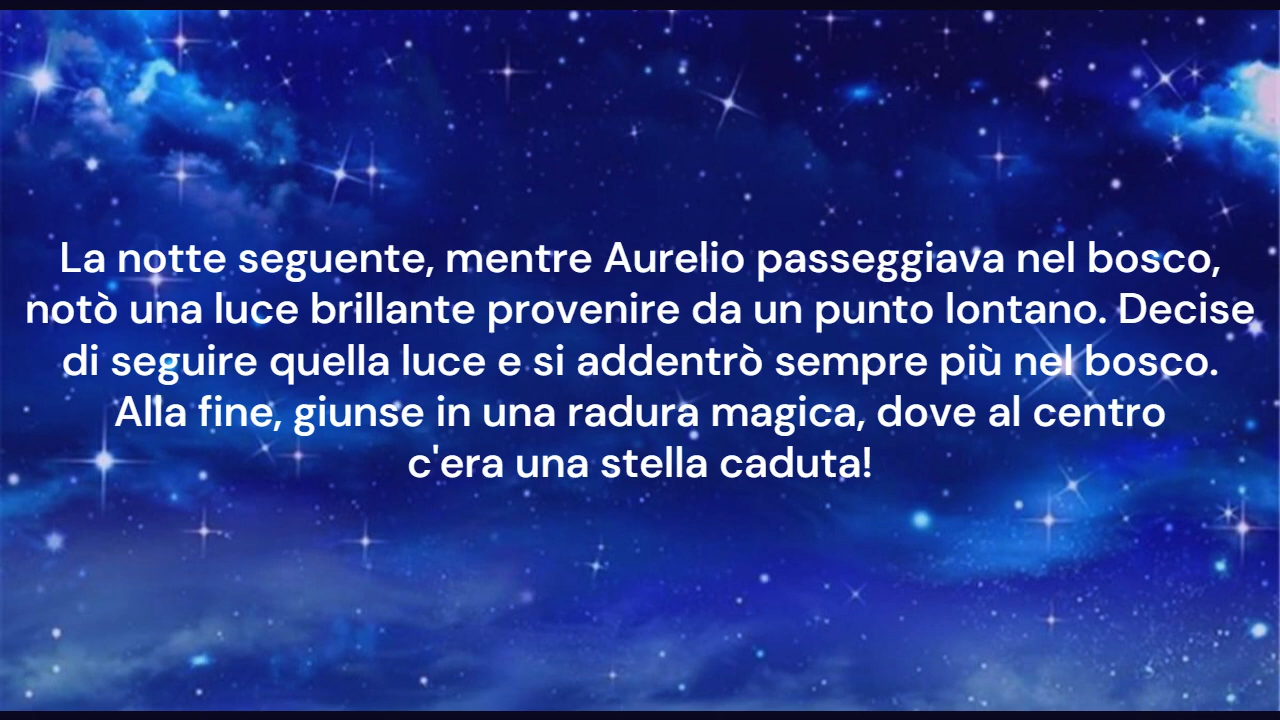 La notte seguente, mentre Aurelio passeggiava nel bosco,
notò una luce brillante provenire da un punto lontano. Decise
di seguire quella luce e si addentrò sempre più nel bosco.
Alla fine, giunse in una radura magica, dove al centro
c'era una stella caduta!